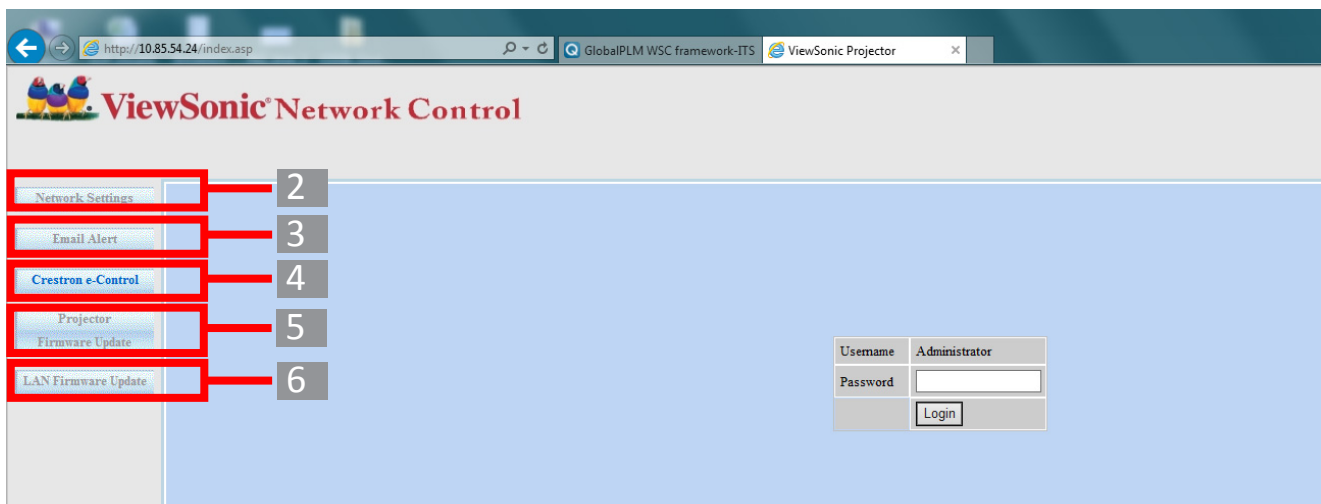 http://10.85.54.24/index.asp
GlobalPLM WSC framework-ITS
ViewSonic Projector
ViewSonic® Network Control
Network Settings
2
Email Alert
3
Crestron e-Control
4
Projector
Firmware Update
5
LAN Firmware Update
6
Username Administrator
Password
Login